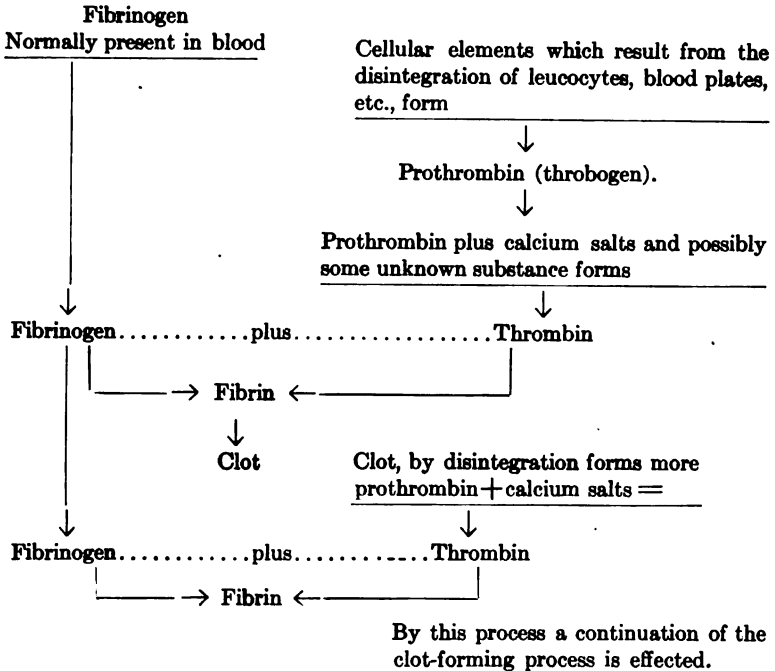 Fibrinogen
Normally present in blood
Cellular elements which result from the
disintegration of leucocytes, blood plates,
etc., form
Prothrombin (throbogen).
Prothrombin plus calcium salts and possibly
some unknown substance forms
Fibrinogen............plus..................Thrombin
Fibrin
Clot
Clot, by disintegration forms more
prothrombin+calcium salts =
Fibrinogen............plus............Thrombin
Fibrin
By this process a continuation of the
clot-forming process is effected.